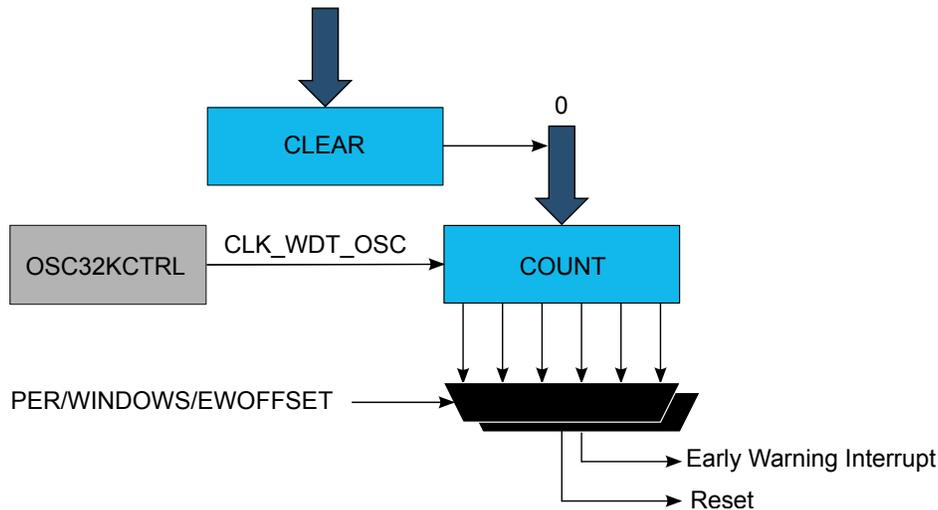 0
CLEAR
CLK_WDT_OSC
OSC32KCTRL
COUNT
PER/WINDOWS/EWOFFSET
Early Warning Interrupt
Reset